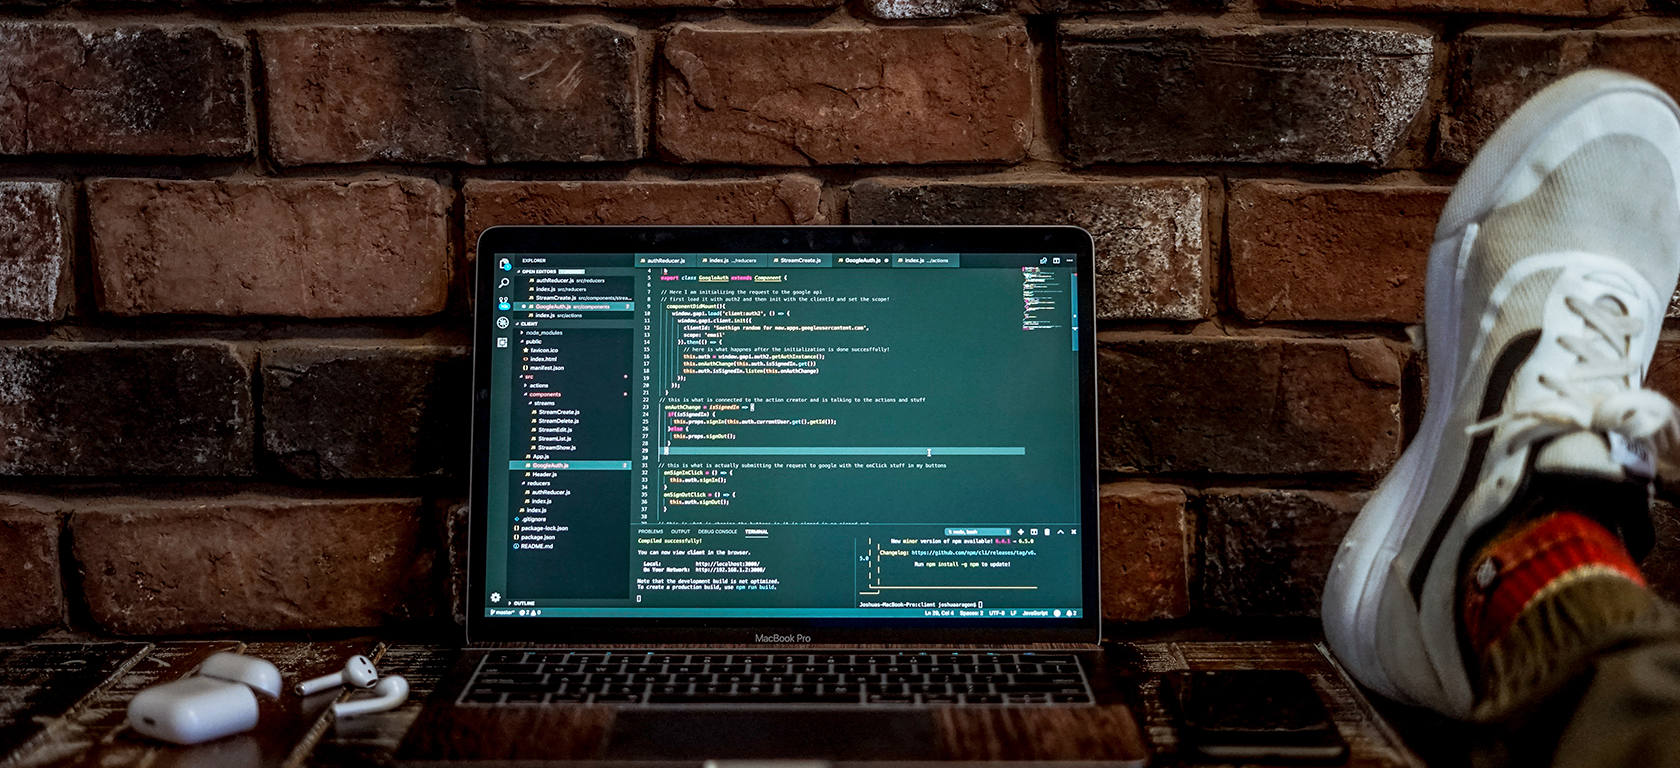 EXPLORER
OPEN EDITORS
authReducer.js src/reducers
index.js src/reducers
StreamCreate.js src/components/strea...
GoogleAuth.js src/components 2
index.js src/actions
CLIENT
node_modules
public
favicon.ico
index.html
manifest.json
src
actions
components
streams
StreamCreate.js
StreamDelete.js
StreamEdit.js
StreamList.js
StreamShow.js
App.js
GoogleAuth.js 2
Header.js
reducers
authReducer.js
index.js
index.js
.gitignore
package-lock.json
package.json
README.md
OUTLINE
authReducer.js index.js .../reducers StreamCreate.js GoogleAuth.js index.js .../actions
4 }
5 export class GoogleAuth extends Component {
6
7 // Here I am initializing the request to the google api
8 // first load it with auth2 and then init with the clientId and set the scope!
9 componentDidMount(){
10 window.gapi.load('client:auth2', () => {
11 window.gapi.client.init({
12 clientId: 'Soethign random for now.apps.googleusercontent.com',
13 scope: 'email'
14 }).then(() => {
15 // here is what happnes after the initialization is done succesffully!
16 this.auth = window.gapi.auth2.getAuthInstance();
17 this.onAuthChange(this.auth.isSignedIn.get())
18 this.auth.isSignedIn.listen(this.onAuthChange)
19 });
20 });
21 }
22 // this is what is connected to the action creator and is talking to the actions and stuff
23 onAuthChange = isSignedIn => {
24 if(isSignedIn) {
25 this.props.signIn(this.auth.currentUser.get().getId());
26 }else {
27 this.props.signOut();
28 }
29 }
30
31 // this is what is actually submitting the request to google with the onClick stuff in my buttons
32 onSignInClick = () => {
33 this.auth.signIn();
34 }
35 onSignOutClick = () => {
36 this.auth.signOut();
37 }
38
PROBLEMS OUTPUT DEBUG CONSOLE TERMINAL 1: node, bash
Compiled successfully!
You can now view client in the browser.
Local: http://localhost:3000/
On Your Network: http://192.168.1.2:3000/
Note that the development build is not optimized.
To create a production build, use npm run build.
New minor version of npm available! 6.4.1 → 6.5.0
Changelog: https://github.com/npm/cli/releases/tag/v6.
5.0
Run npm install -g npm to update!
Joshuas-MacBook-Pro:client joshuaaragon$
master* 2 0 Ln 29, Col 4 Spaces: 2 UTF-8 LF JavaScript 2
MacBook Pro